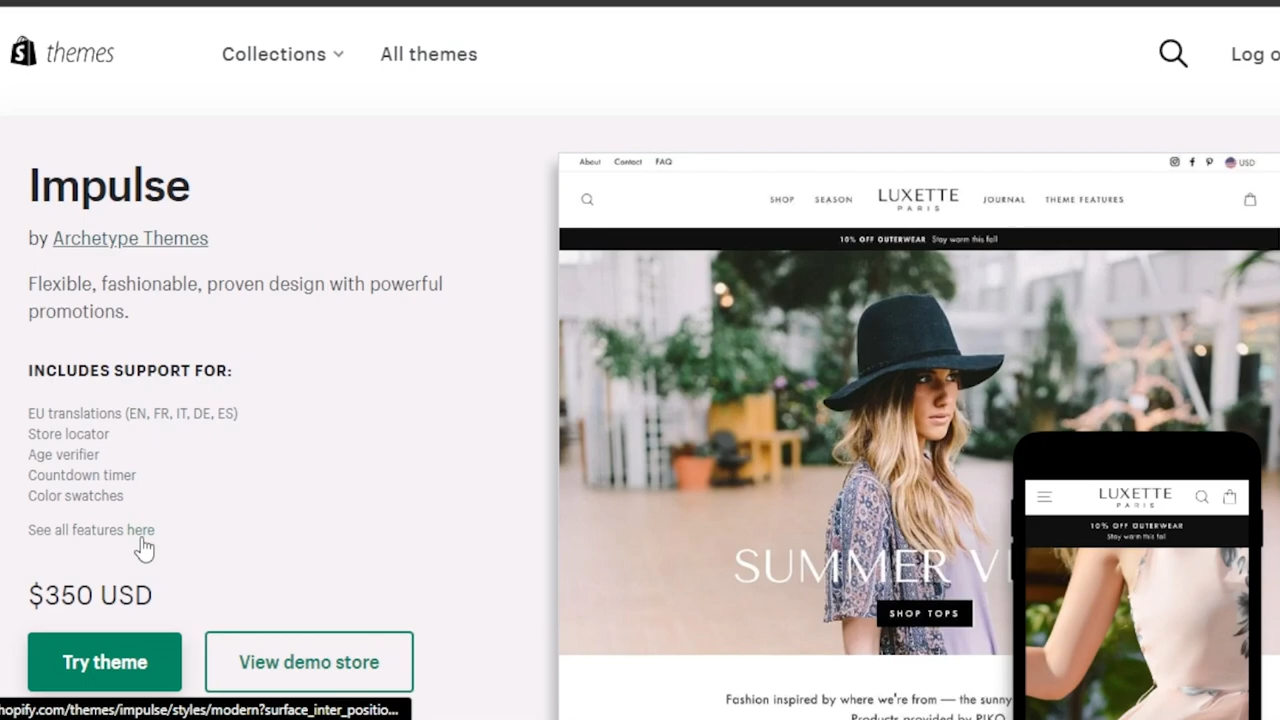 themes
Collections
All themes
Log o
Impulse
by Archetype Themes
Flexible, fashionable, proven design with powerful
promotions.
INCLUDES SUPPORT FOR:
EU translations (EN, FR, IT, DE, ES)
Store locator
Age verifier
Countdown timer
Color swatches
See all features here
$350 USD
Try theme
View demo store
hopify.com/themes/impulse/styles/modern?surface_inter_positio...
About Contact FAQ
USD
SHOP SEASON LUXETTE PARIS JOURNAL THEME FEATURES
10% OFF OUTERWEAR Stay warm this fall
SUMMER V
SHOP TOPS
Fashion inspired by where we're from — the sunny
Products provided by PIKO
LUXETTE
PARIS
10% OFF OUTERWEAR
Stay warm this fall